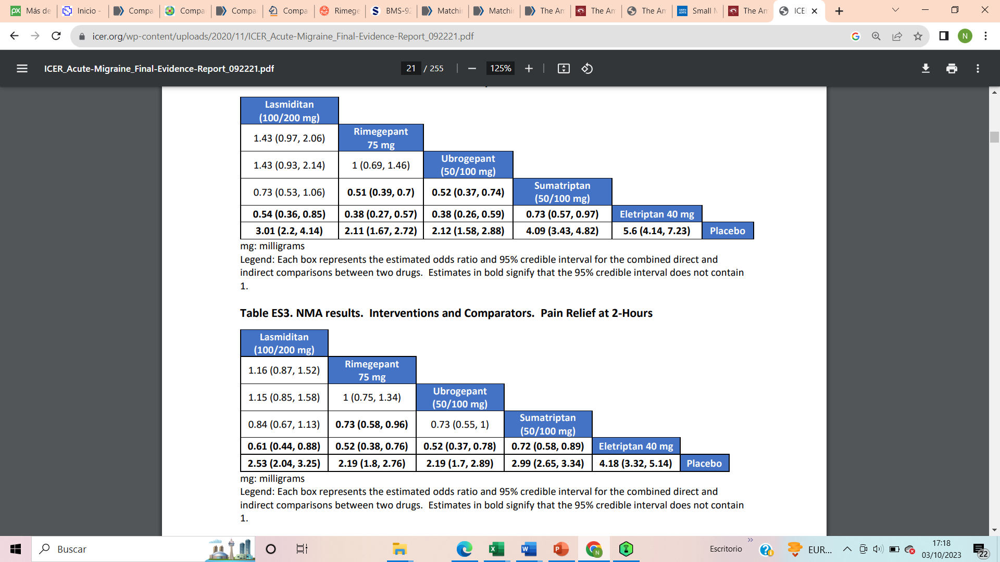 Más de
Inicio -
Compa
Compa
Compa
Compa
Rimege
BMS-92
Matchi
Matchi
The Am
The Am
The Am
Small M
The Am
ICE
icer.org/wp-content/uploads/2020/11/ICER_Acute-Migraine_Final-Evidence-Report_092221.pdf
N
ICER_Acute-Migraine_Final-Evidence-Report_092221.pdf
21 / 255
125%
Lasmiditan
(100/200 mg)
1.43 (0.97, 2.06)
Rimegepant
75 mg
1.43 (0.93, 2.14)
1 (0.69, 1.46)
Ubrogepant
(50/100 mg)
0.73 (0.53, 1.06)
0.51 (0.39, 0.7)
0.52 (0.37, 0.74)
Sumatriptan
(50/100 mg)
0.54 (0.36, 0.85)
0.38 (0.27, 0.57)
0.38 (0.26, 0.59)
0.73 (0.57, 0.97)
Eletriptan 40 mg
3.01 (2.2, 4.14)
2.11 (1.67, 2.72)
2.12 (1.58, 2.88)
4.09 (3.43, 4.82)
5.6 (4.14, 7.23)
Placebo
mg: milligrams
Legend: Each box represents the estimated odds ratio and 95% credible interval for the combined direct and
indirect comparisons between two drugs.  Estimates in bold signify that the 95% credible interval does not contain
1.
Table ES3. NMA results.  Interventions and Comparators.  Pain Relief at 2-Hours
Lasmiditan
(100/200 mg)
1.16 (0.87, 1.52)
Rimegepant
75 mg
1.15 (0.85, 1.58)
1 (0.75, 1.34)
Ubrogepant
(50/100 mg)
0.84 (0.67, 1.13)
0.73 (0.58, 0.96)
0.73 (0.55, 1)
Sumatriptan
(50/100 mg)
0.61 (0.44, 0.88)
0.52 (0.38, 0.76)
0.52 (0.37, 0.78)
0.72 (0.58, 0.89)
Eletriptan 40 mg
2.53 (2.04, 3.25)
2.19 (1.8, 2.76)
2.19 (1.7, 2.89)
2.99 (2.65, 3.34)
4.18 (3.32, 5.14)
Placebo
mg: milligrams
Legend: Each box represents the estimated odds ratio and 95% credible interval for the combined direct and
indirect comparisons between two drugs.  Estimates in bold signify that the 95% credible interval does not contain
1.
Buscar
Escritorio
EUR...
17:18
03/10/2023
22